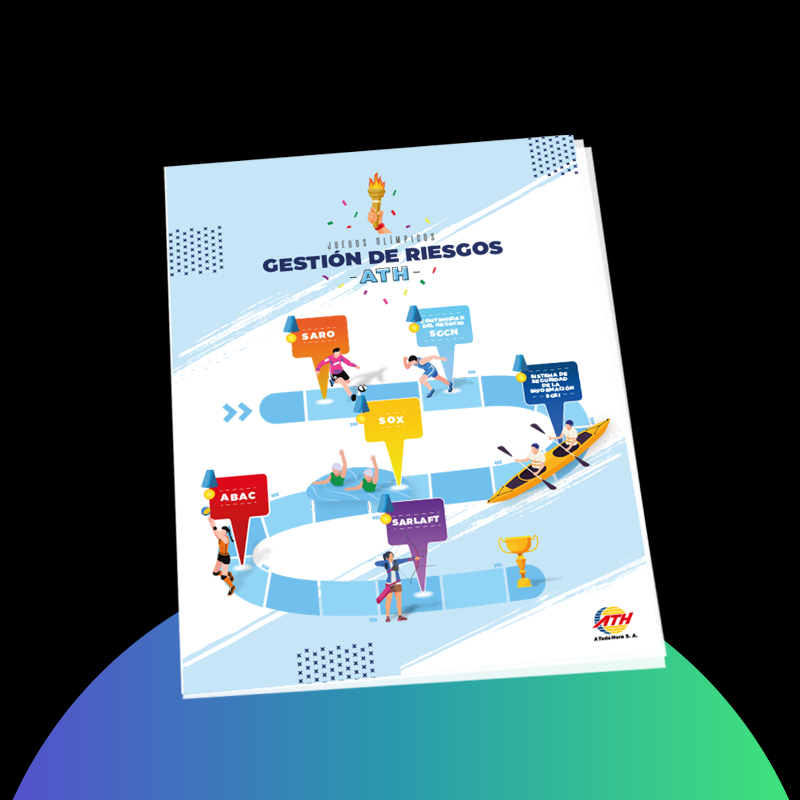 JUEGOS OLÍMPICOS
GESTIÓN DE RIESGOS
-ATH-
SARO
CONTINUIDAD
DEL NEGOCIO
SGCN
SISTEMA DE
SEGURIDAD
DE LA
INFORMACIÓN
SGSI
SOX
ABAC
SARLAFT
ATH
A Toda Hora S. A.